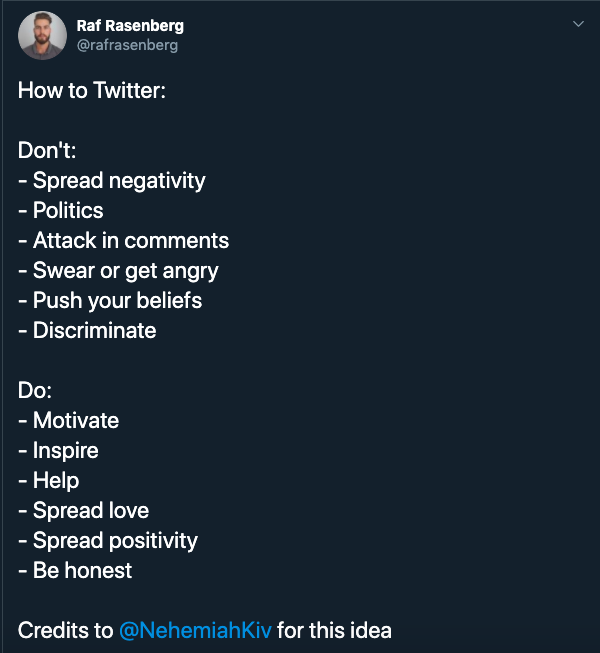 Raf Rasenberg
@rafrasenberg
How to Twitter:
Don't:
- Spread negativity
- Politics
- Attack in comments
- Swear or get angry
- Push your beliefs
- Discriminate
Do:
- Motivate
- Inspire
- Help
- Spread love
- Spread positivity
- Be honest
Credits to @NehemiahKiv for this idea